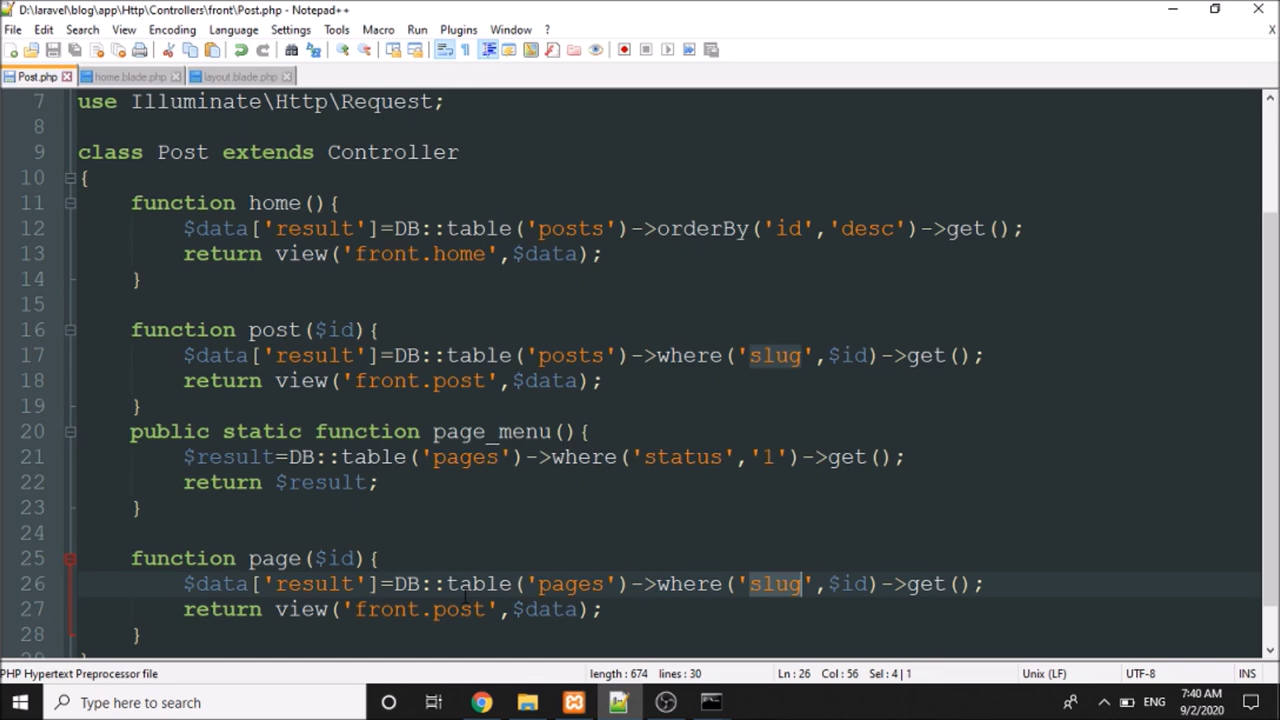 D:\laravel\blog\app\Http\Controllers\front\Post.php - Notepad++
File Edit Search View Encoding Language Settings Tools Macro Run Plugins Window ? X
Post.php home.blade.php layout.blade.php
7 use Illuminate\Http\Request;
8
9 class Post extends Controller
10 {
11 function home(){
12 $data['result']=DB::table('posts')->orderBy('id','desc')->get();
13 return view('front.home',$data);
14 }
15
16 function post($id){
17 $data['result']=DB::table('posts')->where('slug',$id)->get();
18 return view('front.post',$data);
19 }
20 public static function page_menu(){
21 $result=DB::table('pages')->where('status','1')->get();
22 return $result;
23 }
24
25 function page($id){
26 $data['result']=DB::table('pages')->where('slug',$id)->get();
27 return view('front.post',$data);
28 }
29 }
PHP Hypertext Preprocessor file length : 674 lines : 30 Ln : 26 Col : 56 Sel : 4 | 1 Unix (LF) UTF-8 INS
Type here to search ENG 7:40 AM
9/2/2020